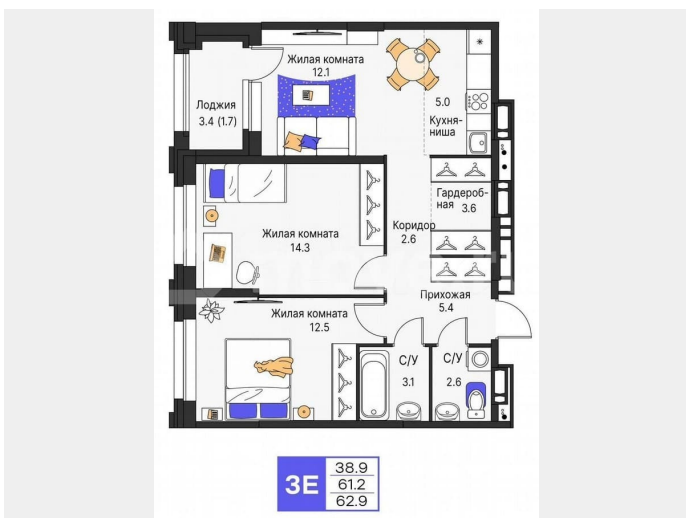 Жилая комната
12.1
Лоджия
3.4 (1.7)
5.0
Кухня-
ниша
Гардероб-
ная
3.6
Коридор
2.6
Жилая комната
14.3
Прихожая
5.4
Жилая комната
12.5
С/У
3.1
С/У
2.6
3Е
38.9
61.2
62.9